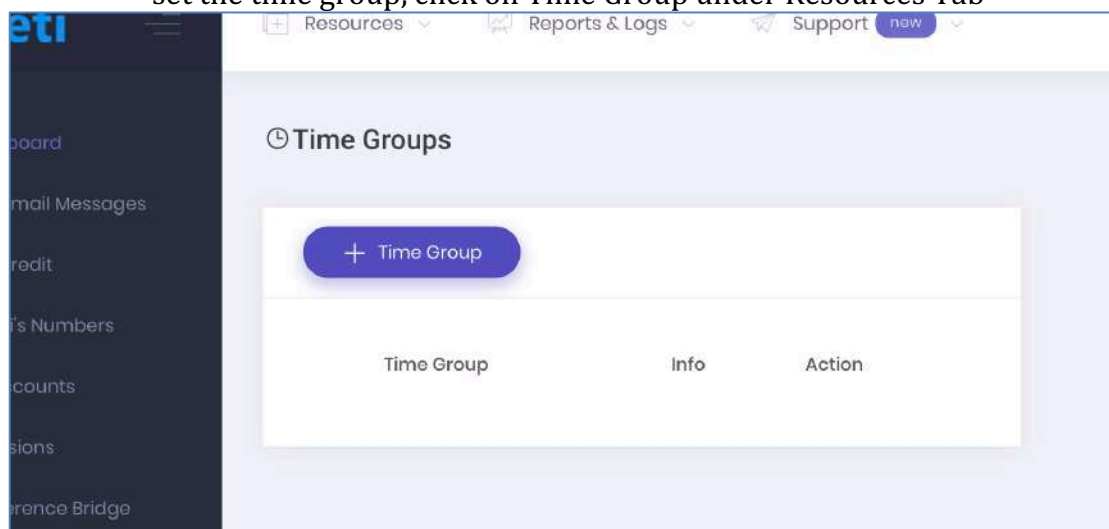 set the time group, click on Time Group under Resources Tab
eti
Resources
Reports & Logs
Support new
board
Time Groups
mail Messages
+ Time Group
redit
i's Numbers
Time Group Info Action
counts
sions
erence Bridge